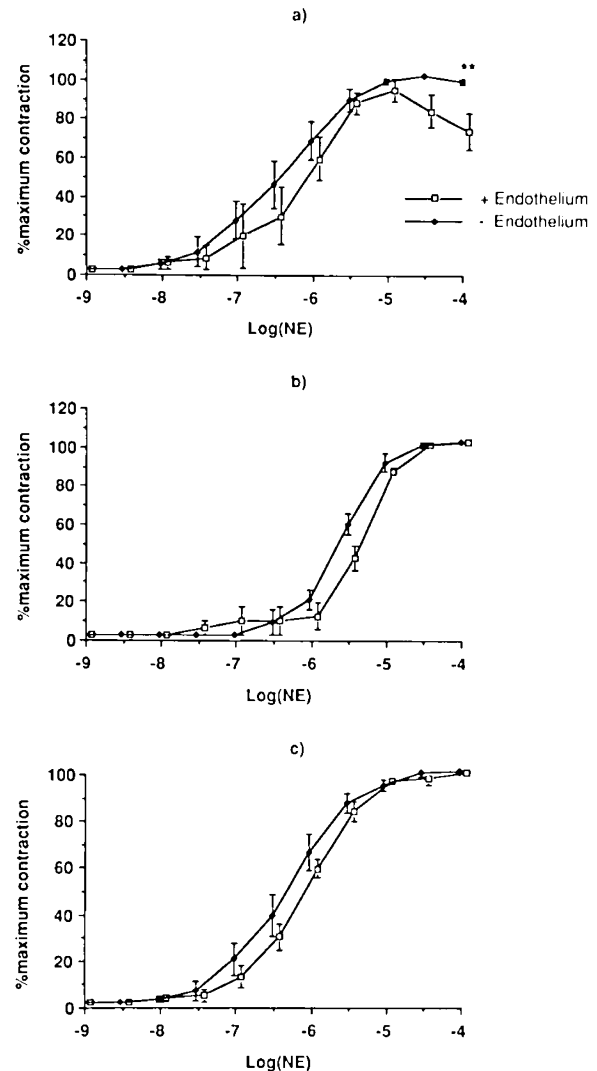 a)
120
100
80
60
40
20
0
%maximum contraction
**
+ Endothelium
- Endothelium
-9 -8 -7 -6 -5 -4
Log(NE)
b)
120
100
80
60
40
20
0
%maximum contraction
-9 -8 -7 -6 -5 -4
Log(NE)
c)
100
80
60
40
20
0
%maximum contraction
-9 -8 -7 -6 -5 -4
Log(NE)